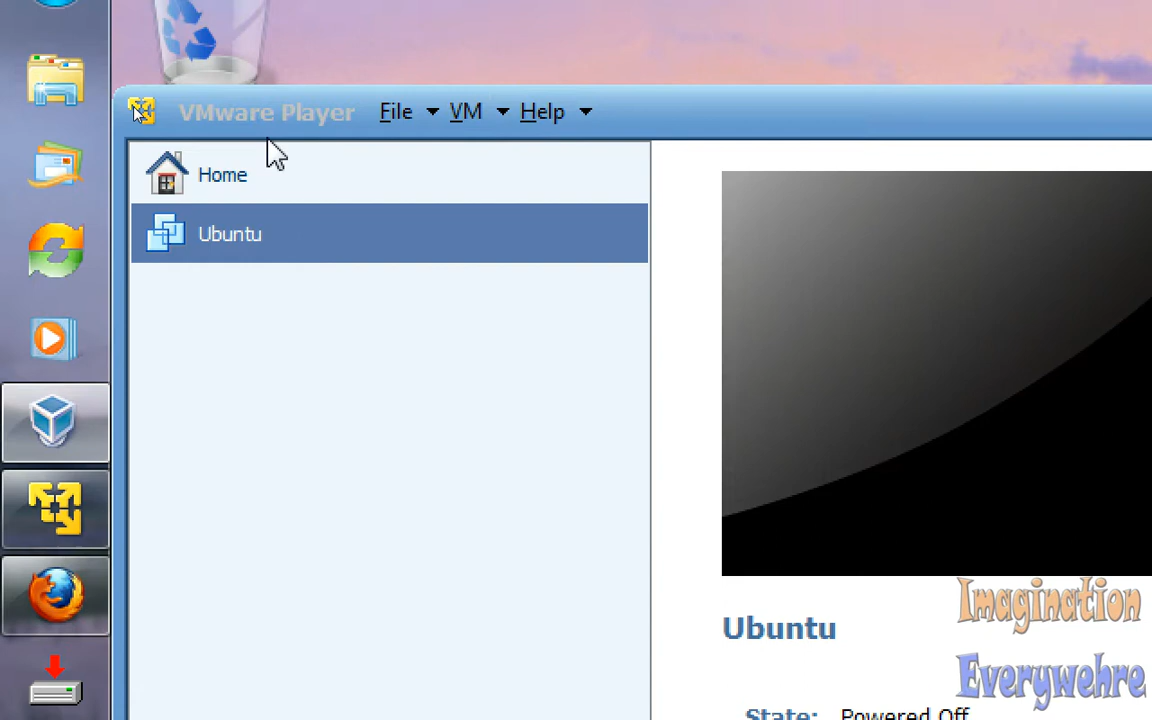 VMware Player File VM Help
Home
Ubuntu
Ubuntu
State: Powered Off
Imagination
Everywehre